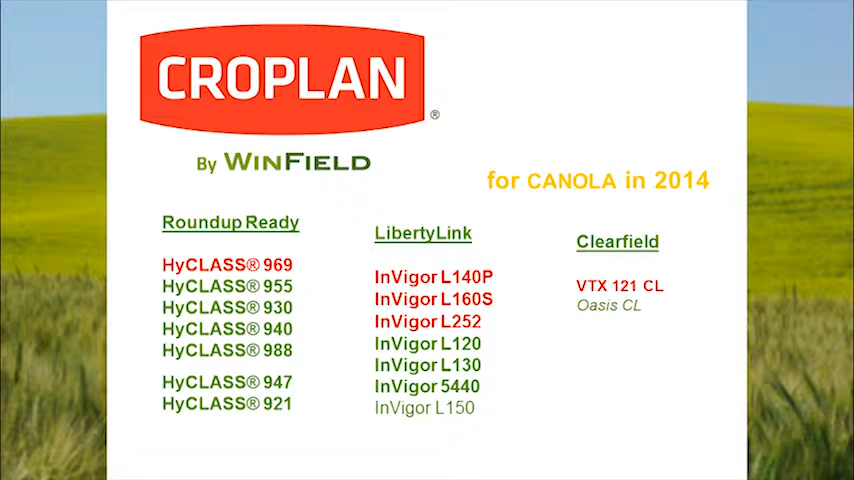 CROPLAN
®
By WINFIELD
for CANOLA in 2014
Roundup Ready
HyCLASS® 969
HyCLASS® 955
HyCLASS® 930
HyCLASS® 940
HyCLASS® 988
HyCLASS® 947
HyCLASS® 921
LibertyLink
InVigor L140P
InVigor L160S
InVigor L252
InVigor L120
InVigor L130
InVigor 5440
InVigor L150
Clearfield
VTX 121 CL
Oasis CL